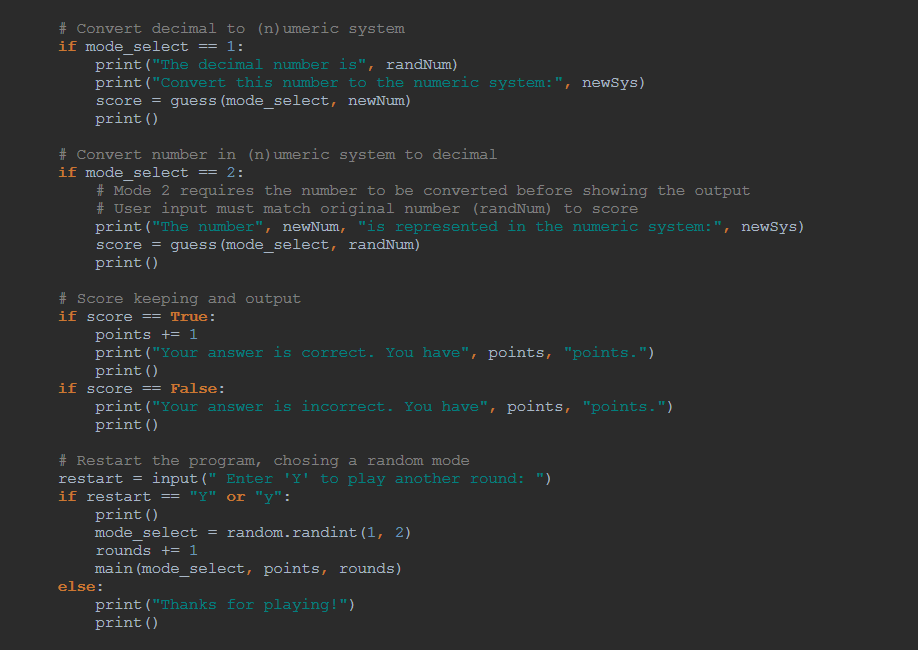 # Convert decimal to (n)umeric system
if mode_select == 1:
    print("The decimal number is", randNum)
    print("Convert this number to the numeric system:", newSys)
    score = guess(mode_select, newNum)
    print()

# Convert number in (n)umeric system to decimal
if mode_select == 2:
    # Mode 2 requires the number to be converted before showing the output
    # User input must match original number (randNum) to score
    print("The number", newNum, "is represented in the numeric system:", newSys)
    score = guess(mode_select, randNum)
    print()

# Score keeping and output
if score == True:
    points += 1
    print("Your answer is correct. You have", points, "points.")
    print()
if score == False:
    print("Your answer is incorrect. You have", points, "points.")
    print()

# Restart the program, chosing a random mode
restart = input(" Enter 'Y' to play another round: ")
if restart == "Y" or "y":
    print()
    mode_select = random.randint(1, 2)
    rounds += 1
    main(mode_select, points, rounds)
else:
    print("Thanks for playing!")
    print()